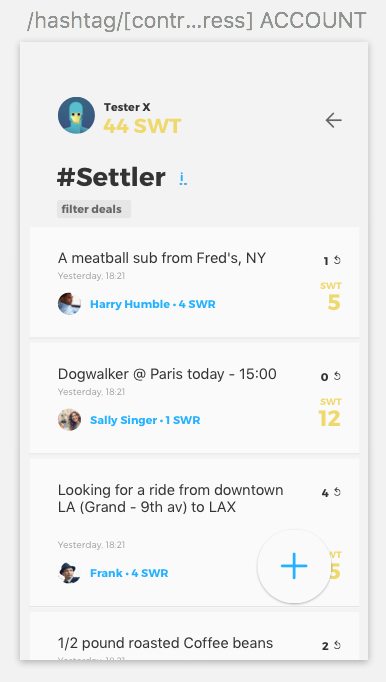 /hashtag/[contr...ress] ACCOUNT
Tester X
44 SWT
#Settler i
filter deals
A meatball sub from Fred's, NY
1
Yesterday, 18:21
SWT
5
Harry Humble • 4 SWR
Dogwalker @ Paris today - 15:00
0
Yesterday, 18:21
SWT
12
Sally Singer • 1 SWR
Looking for a ride from downtown
LA (Grand - 9th av) to LAX
4
Yesterday, 18:21
WT
5
Frank • 4 SWR
1/2 pound roasted Coffee beans
2
Yesterday, 18:21